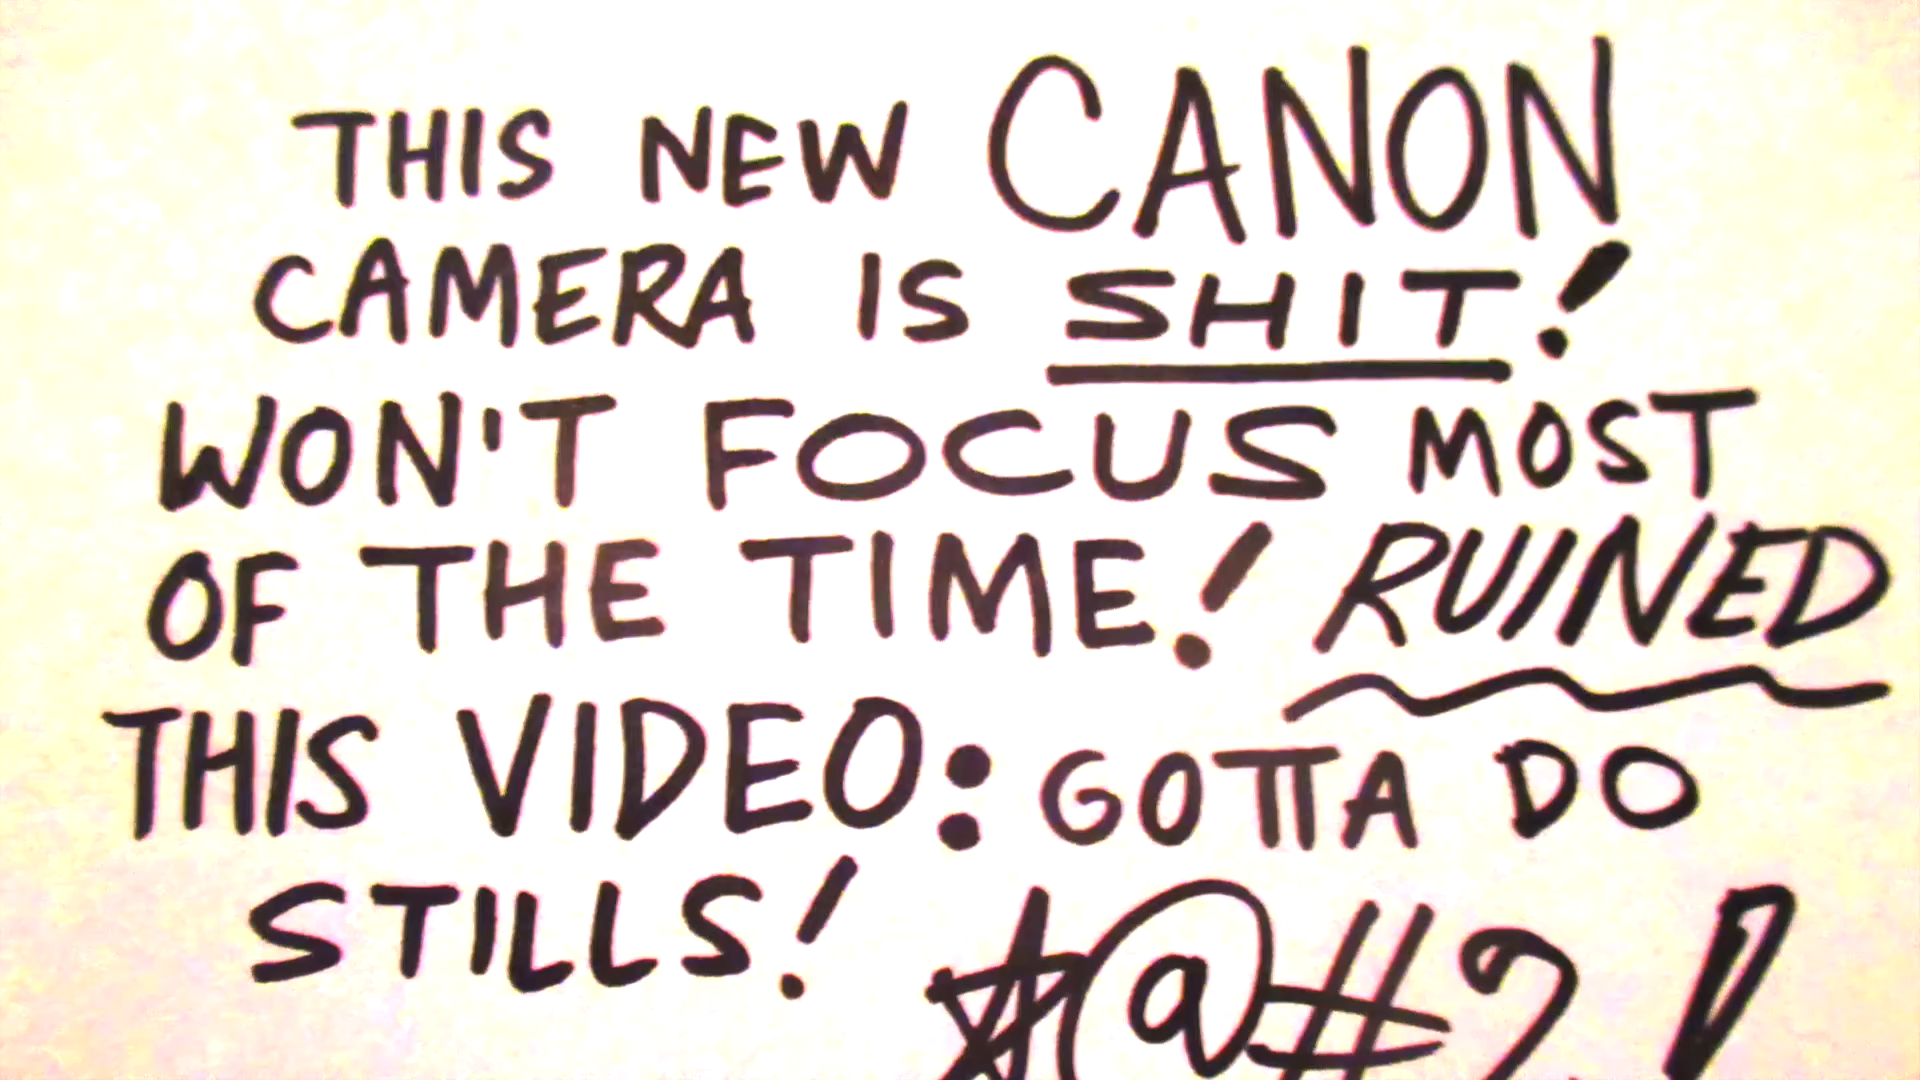 THIS NEW CANON
CAMERA IS SHIT!
WON'T FOCUS MOST
OF THE TIME! RUINED
THIS VIDEO: GOTTA DO
STILLS! *@#?!